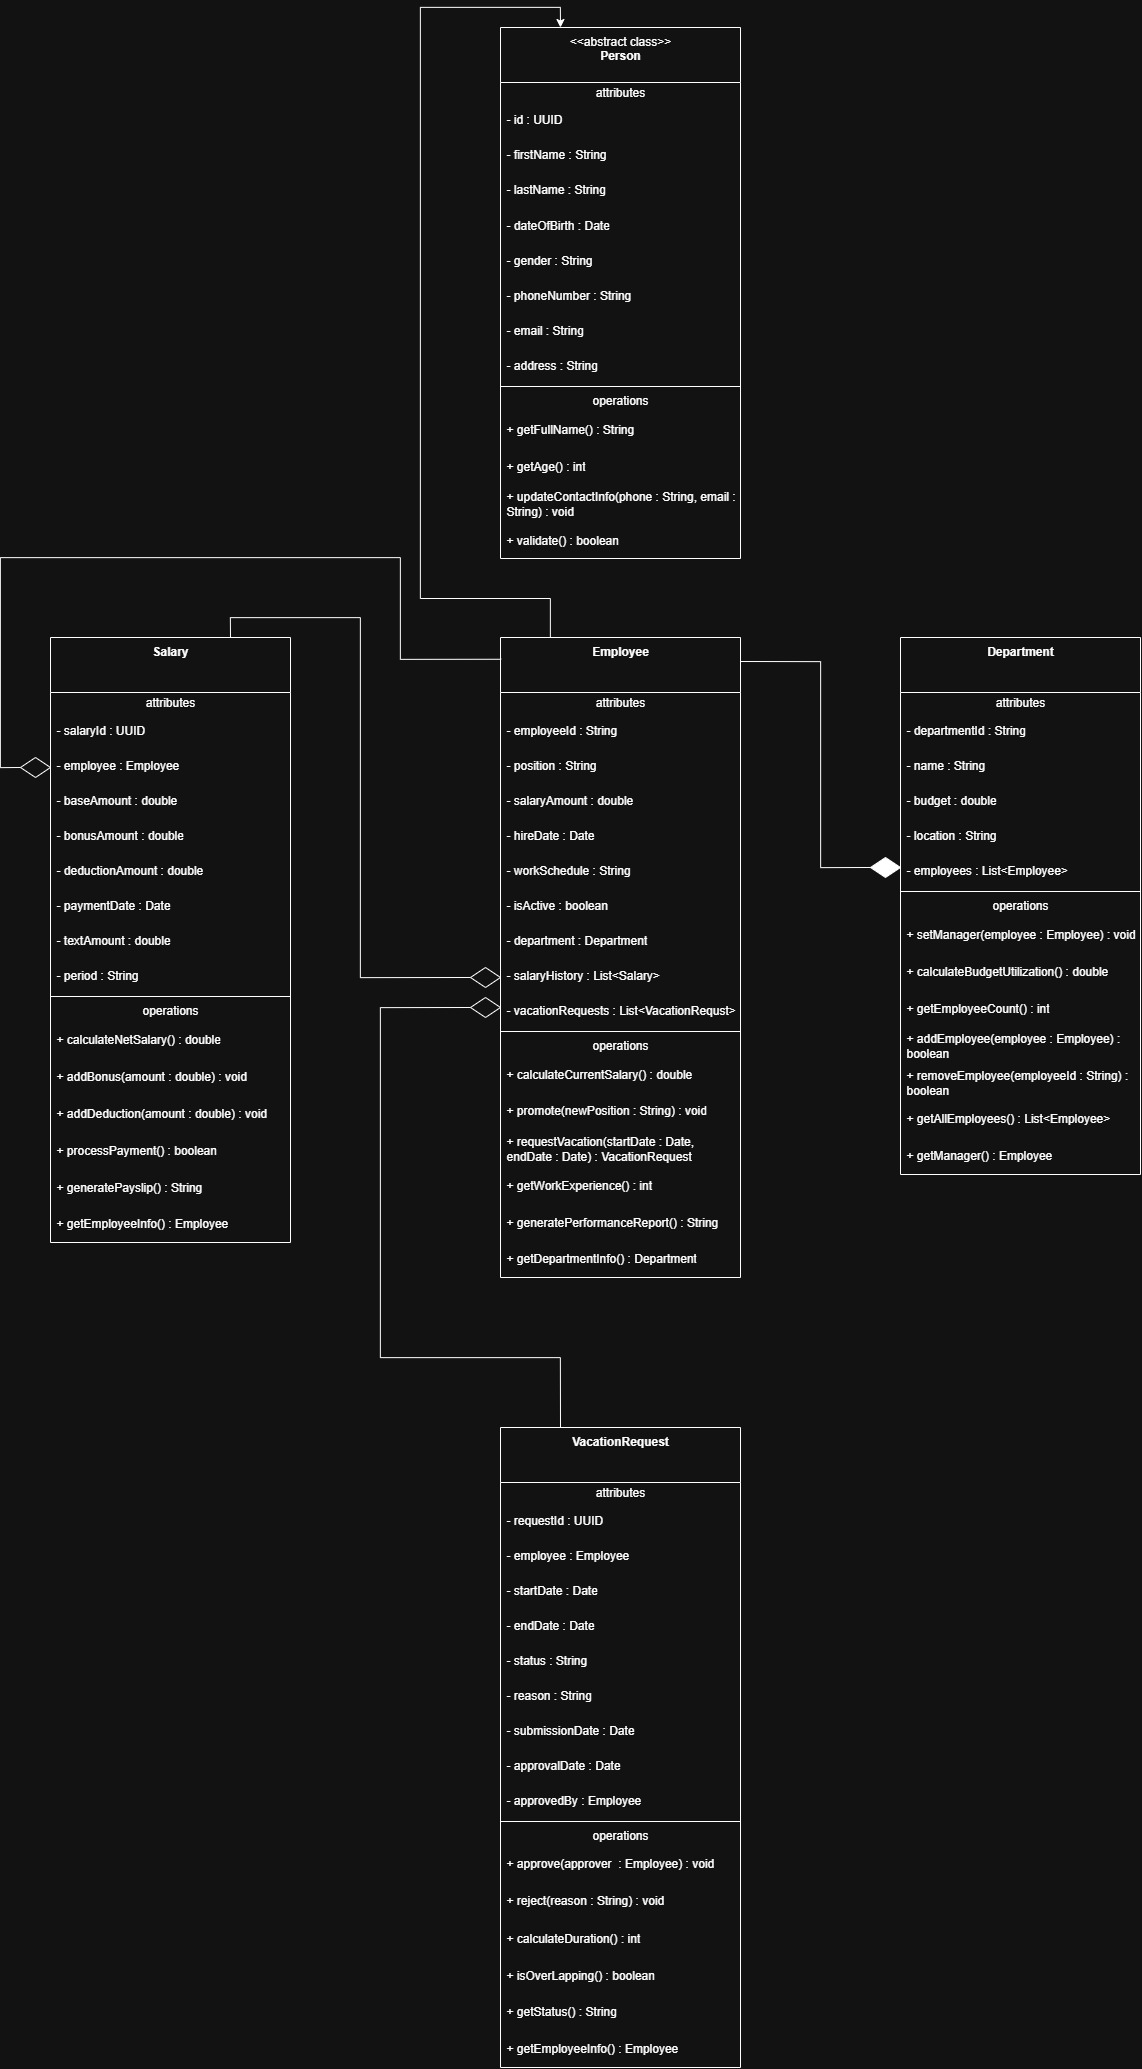 <<abstract class>>
Person
attributes
- id : UUID
- firstName : String
- lastName : String
- dateOfBirth : Date
- gender : String
- phoneNumber : String
- email : String
- address : String
operations
+ getFullName() : String
+ getAge() : int
+ updateContactInfo(phone : String, email :
String) : void
+ validate() : boolean
Salary
attributes
- salaryId : UUID
- employee : Employee
- baseAmount : double
- bonusAmount : double
- deductionAmount : double
- paymentDate : Date
- textAmount : double
- period : String
operations
+ calculateNetSalary() : double
+ addBonus(amount : double) : void
+ addDeduction(amount : double) : void
+ processPayment() : boolean
+ generatePayslip() : String
+ getEmployeeInfo() : Employee
Employee
attributes
- employeeId : String
- position : String
- salaryAmount : double
- hireDate : Date
- workSchedule : String
- isActive : boolean
- department : Department
- salaryHistory : List<Salary>
- vacationRequests : List<VacationRequst>
operations
+ calculateCurrentSalary() : double
+ promote(newPosition : String) : void
+ requestVacation(startDate : Date,
endDate : Date) : VacationRequest
+ getWorkExperience() : int
+ generatePerformanceReport() : String
+ getDepartmentInfo() : Department
Department
attributes
- departmentId : String
- name : String
- budget : double
- location : String
- employees : List<Employee>
operations
+ setManager(employee : Employee) : void
+ calculateBudgetUtilization() : double
+ getEmployeeCount() : int
+ addEmployee(employee : Employee) :
boolean
+ removeEmployee(employeeId : String) :
boolean
+ getAllEmployees() : List<Employee>
+ getManager() : Employee
VacationRequest
attributes
- requestId : UUID
- employee : Employee
- startDate : Date
- endDate : Date
- status : String
- reason : String
- submissionDate : Date
- approvalDate : Date
- approvedBy : Employee
operations
+ approve(approver  : Employee) : void
+ reject(reason : String) : void
+ calculateDuration() : int
+ isOverLapping() : boolean
+ getStatus() : String
+ getEmployeeInfo() : Employee